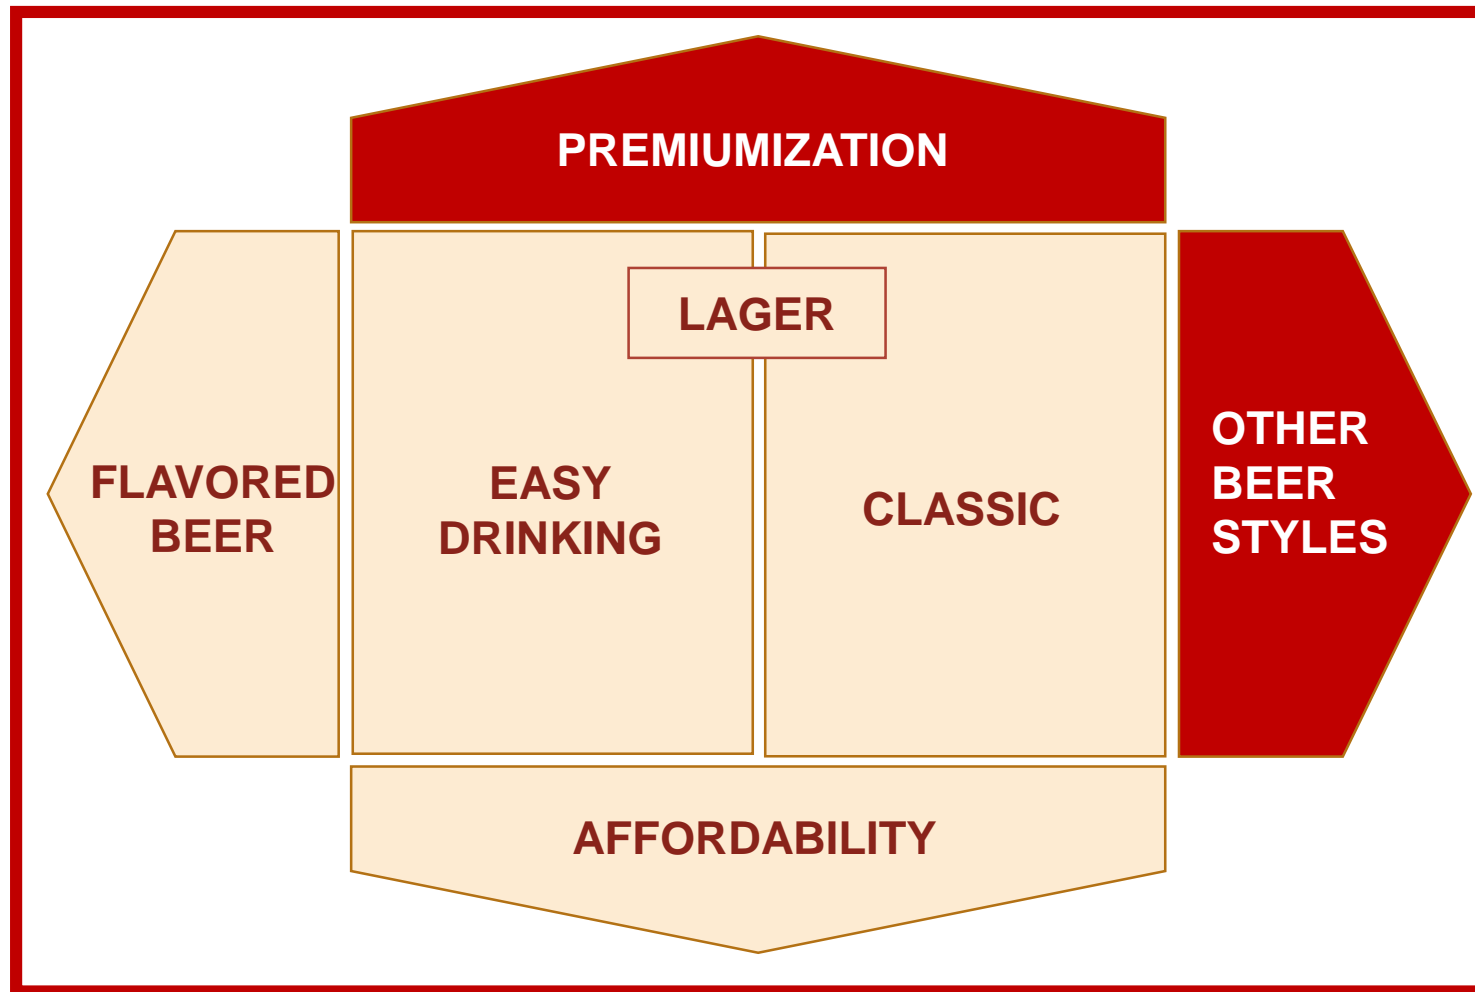 PREMIUMIZATION
LAGER
FLAVORED
BEER
EASY
DRINKING
CLASSIC
OTHER
BEER
STYLES
AFFORDABILITY